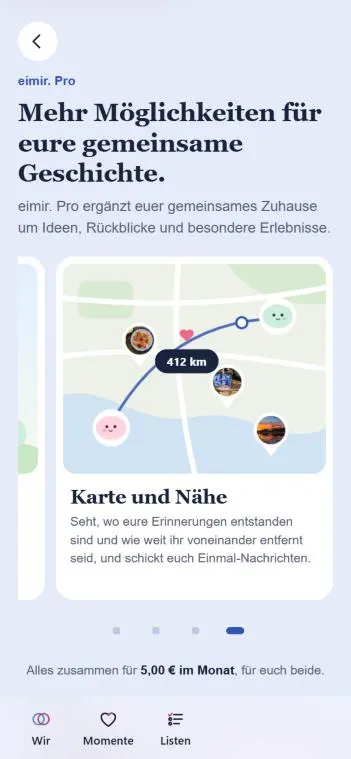 eimir. Pro
Mehr Möglichkeiten für
eure gemeinsame
Geschichte.
eimir. Pro ergänzt euer gemeinsames Zuhause
um Ideen, Rückblicke und besondere Erlebnisse.
412 km
Karte und Nähe
Seht, wo eure Erinnerungen entstanden
sind und wie weit ihr voneinander entfernt
seid, und schickt euch Einmal-Nachrichten.
Alles zusammen für 5,00 € im Monat, für euch beide.
Wir Momente Listen